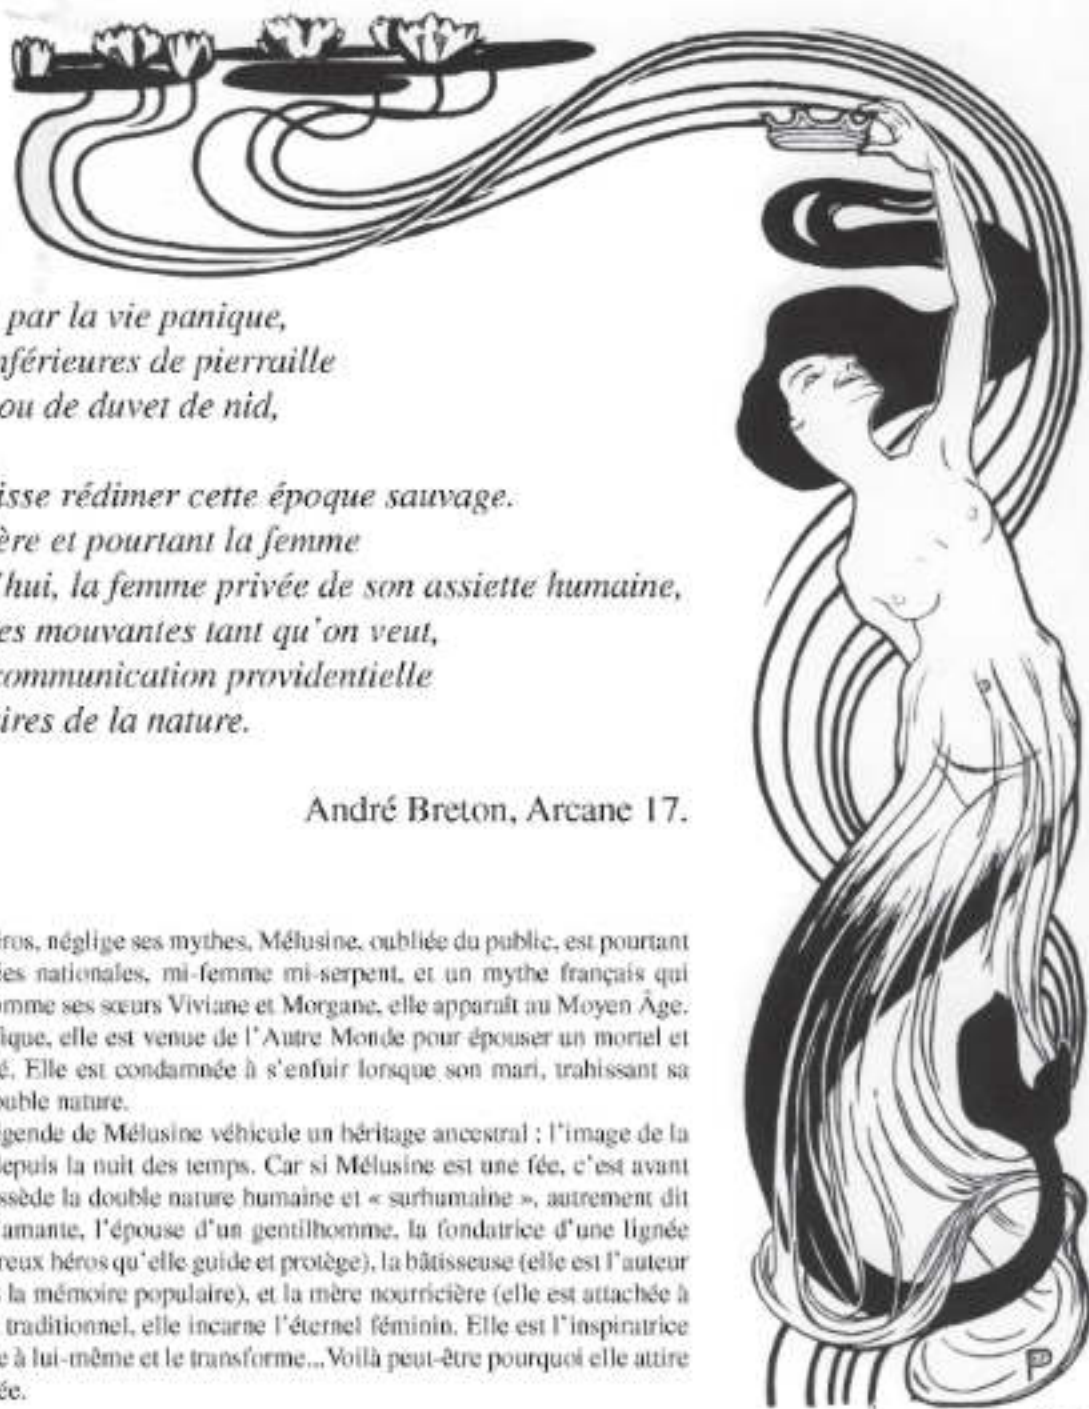 par la vie panique,
nférieures de pierraille
ou de duvet de nid,
isse rédimer cette époque sauvage.
ère et pourtant la femme
'hui, la femme privée de son assiette humaine,
es mouvantes tant qu'on veut,
communication providentielle
ires de la nature.
André Breton, Arcane 17.
ros, néglige ses mythes, Mélusine, oubliée du public, est pourtant
ies nationales, mi-femme mi-serpent, et un mythe français qui
omme ses sœurs Viviane et Morgane, elle apparaît au Moyen Âge.
ique, elle est venue de l'Autre Monde pour épouser un mortel et
é. Elle est condamnée à s'enfuir lorsque son mari, trahissant sa
ouble nature.
égende de Mélusine véhicule un héritage ancestral : l'image de la
depuis la nuit des temps. Car si Mélusine est une fée, c'est avant
ssède la double nature humaine et « surhumaine », autrement dit
amante, l'épouse d'un gentilhomme, la fondatrice d'une lignée
reux héros qu'elle guide et protège), la bâtisseuse (elle est l'auteur
s la mémoire populaire), et la mère nourricière (elle est attachée à
traditionnel, elle incarne l'éternel féminin. Elle est l'inspiratrice
e à lui-même et le transforme... Voilà peut-être pourquoi elle attire
ée.